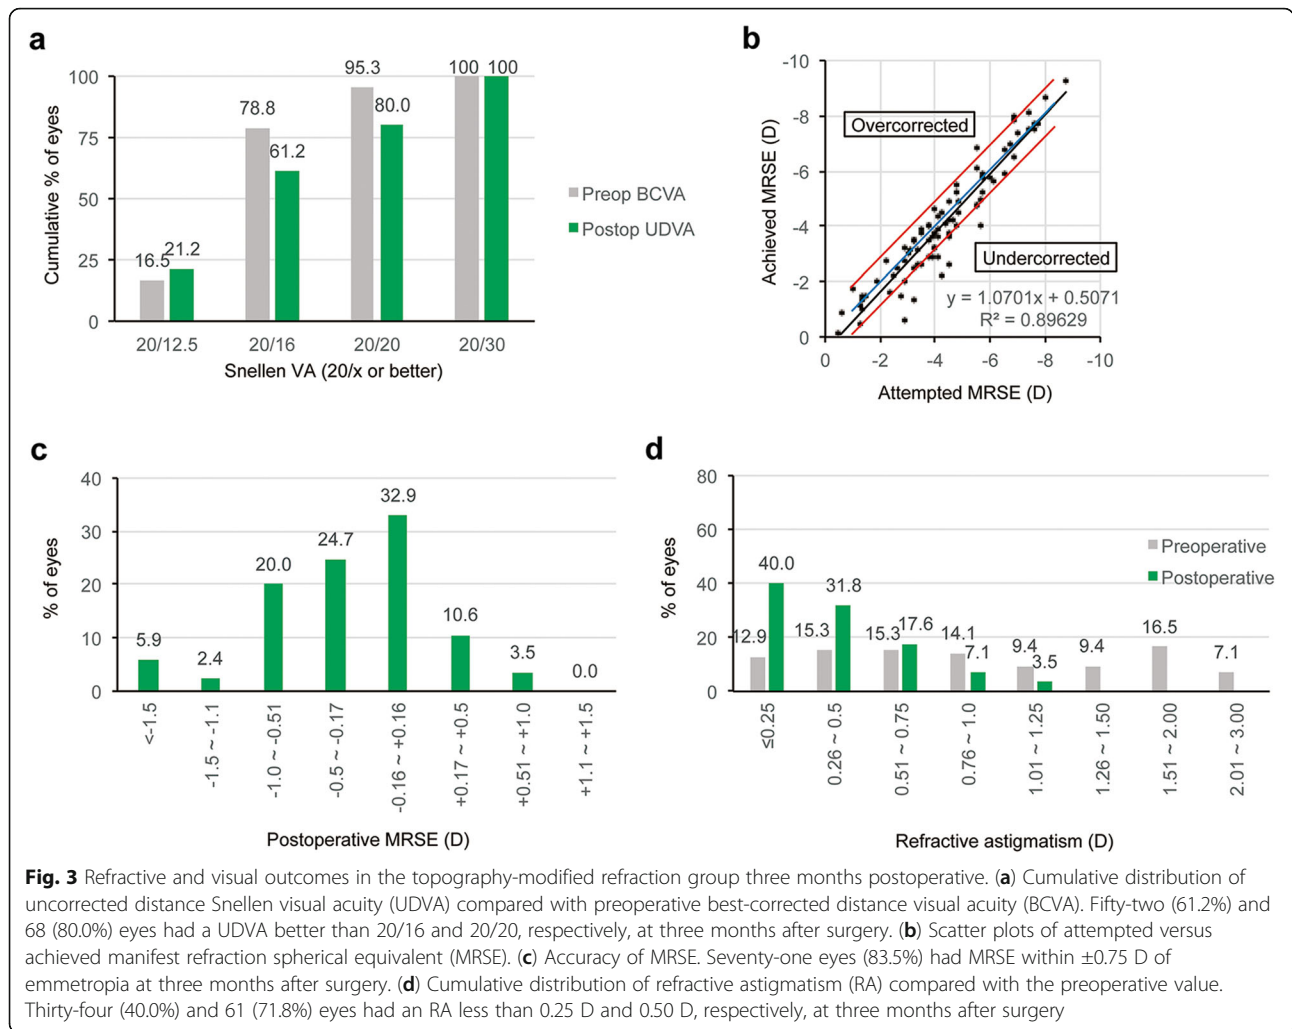 a
100
75
50
25
0
Cumulative % of eyes
16.5
21.2
78.8
61.2
95.3
80.0
100
100
20/12.5
20/16
20/20
20/30
Snellen VA (20/x or better)
Preop BCVA
Postop UDVA
b
-10
-8
-6
-4
-2
0
Achieved MRSE (D)
Overcorrected
Undercorrected
y = 1.0701x + 0.5071
R² = 0.89629
0
-2
-4
-6
-8
-10
Attempted MRSE (D)
c
40
30
20
10
0
% of eyes
5.9
2.4
20.0
24.7
32.9
10.6
3.5
0.0
<-1.5
-1.5 ~ -1.1
-1.0 ~ -0.51
-0.5 ~ -0.17
-0.16 ~ +0.16
+0.17 ~ +0.5
+0.51 ~ +1.0
+1.1 ~ +1.5
Postoperative MRSE (D)
d
80
60
40
20
0
% of eyes
Preoperative
Postoperative
12.9
40.0
15.3
31.8
15.3
17.6
14.1
7.1
9.4
3.5
9.4
16.5
7.1
≤0.25
0.26 ~ 0.5
0.51 ~ 0.75
0.76 ~ 1.0
1.01 ~ 1.25
1.26 ~ 1.50
1.51 ~ 2.00
2.01 ~ 3.00
Refractive astigmatism (D)
Fig. 3 Refractive and visual outcomes in the topography-modified refraction group three months postoperative. (a) Cumulative distribution of
uncorrected distance Snellen visual acuity (UDVA) compared with preoperative best-corrected distance visual acuity (BCVA). Fifty-two (61.2%) and
68 (80.0%) eyes had a UDVA better than 20/16 and 20/20, respectively, at three months after surgery. (b) Scatter plots of attempted versus
achieved manifest refraction spherical equivalent (MRSE). (c) Accuracy of MRSE. Seventy-one eyes (83.5%) had MRSE within ±0.75 D of
emmetropia at three months after surgery. (d) Cumulative distribution of refractive astigmatism (RA) compared with the preoperative value.
Thirty-four (40.0%) and 61 (71.8%) eyes had an RA less than 0.25 D and 0.50 D, respectively, at three months after surgery